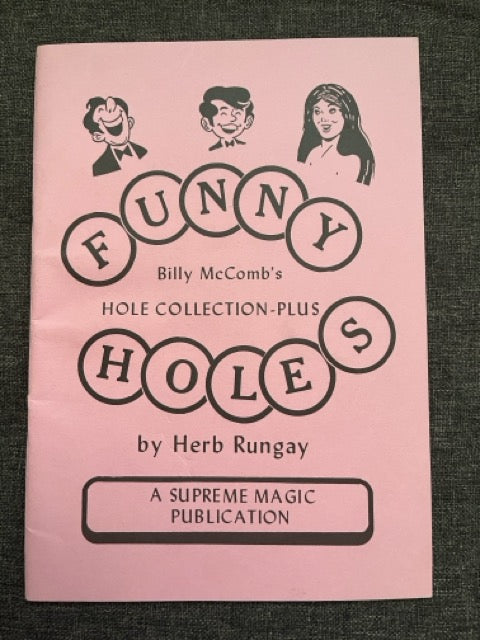 FUNNY
Billy McComb's
HOLE COLLECTION-PLUS
HOLES
by Herb Rungay
A SUPREME MAGIC
PUBLICATION